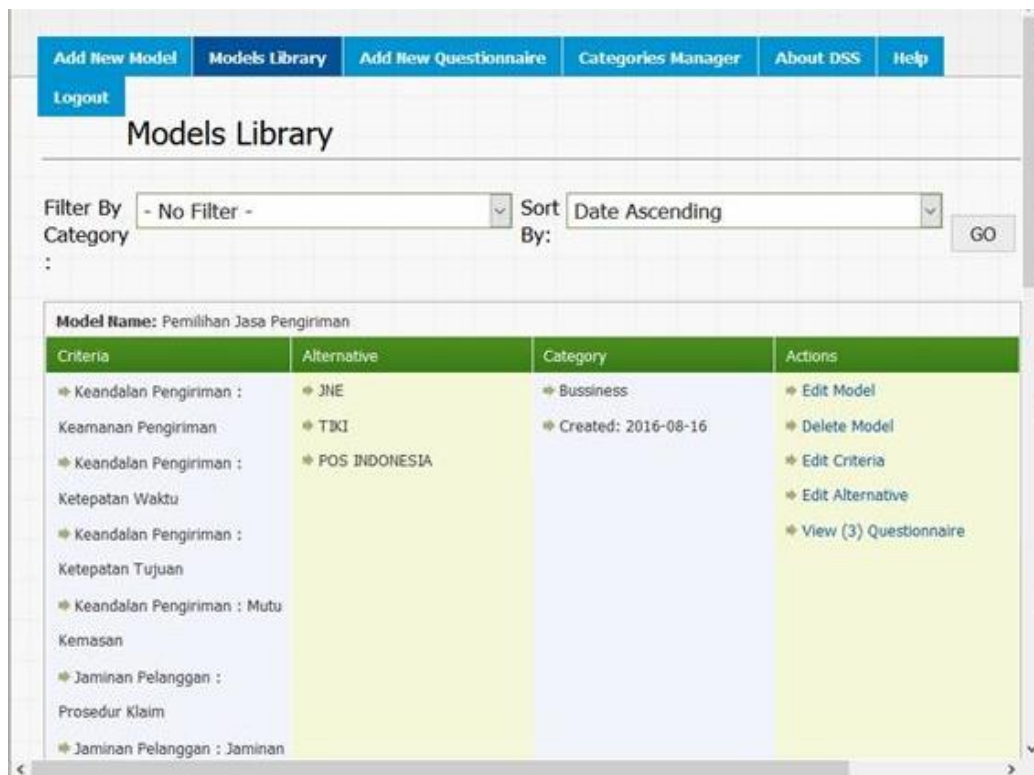 Add New Model Models Library Add New Questionnaire Categories Manager About DSS Help
Logout
Models Library
Filter By Category : - No Filter - Sort By: Date Ascending GO
Model Name: Pemilihan Jasa Pengiriman
Criteria Alternative Category Actions
Keandalan Pengiriman :
Keamanan Pengiriman
Keandalan Pengiriman :
Ketepatan Waktu
Keandalan Pengiriman :
Ketepatan Tujuan
Keandalan Pengiriman : Mutu
Kemasan
Jaminan Pelanggan :
Prosedur Klaim
Jaminan Pelanggan : Jaminan
JNE
TIKI
POS INDONESIA
Bussiness
Created: 2016-08-16
Edit Model
Delete Model
Edit Criteria
Edit Alternative
View (3) Questionnaire